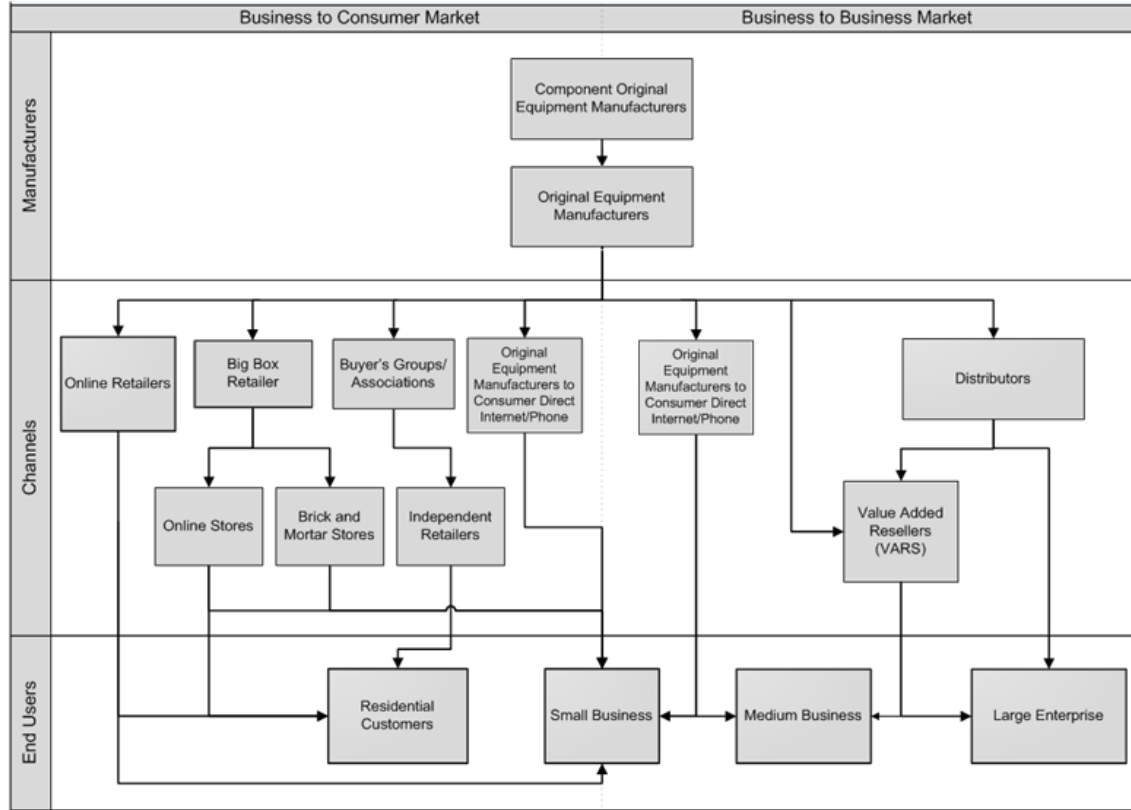 Business to Consumer Market
Business to Business Market
Manufacturers
Component Original
Equipment Manufacturers
Original Equipment
Manufacturers
Channels
Online Retailers
Big Box
Retailer
Buyer's Groups/
Associations
Original
Equipment
Manufacturers to
Consumer Direct
Internet/Phone
Original
Equipment
Manufacturers to
Consumer Direct
Internet/Phone
Distributors
Online Stores
Brick and
Mortar Stores
Independent
Retailers
Value Added
Resellers
(VARS)
End Users
Residential
Customers
Small Business
Medium Business
Large Enterprise